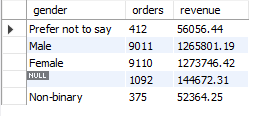 gender orders revenue
Prefer not to say 412 56056.44
Male 9011 1265801.19
Female 9110 1273746.42
NULL 1092 144672.31
Non-binary 375 52364.25